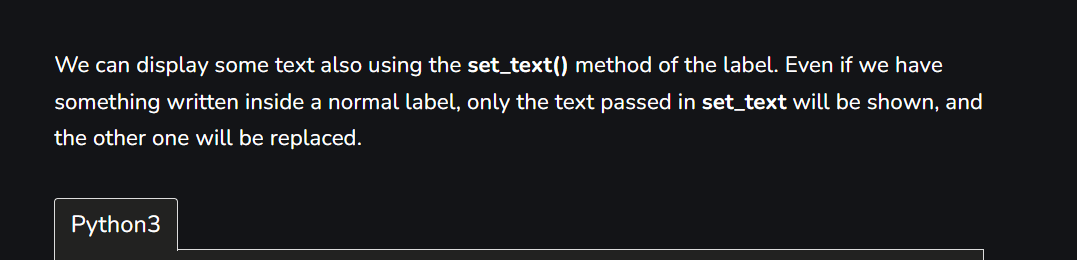 We can display some text also using the set_text() method of the label. Even if we have
something written inside a normal label, only the text passed in set_text will be shown, and
the other one will be replaced.
Python3